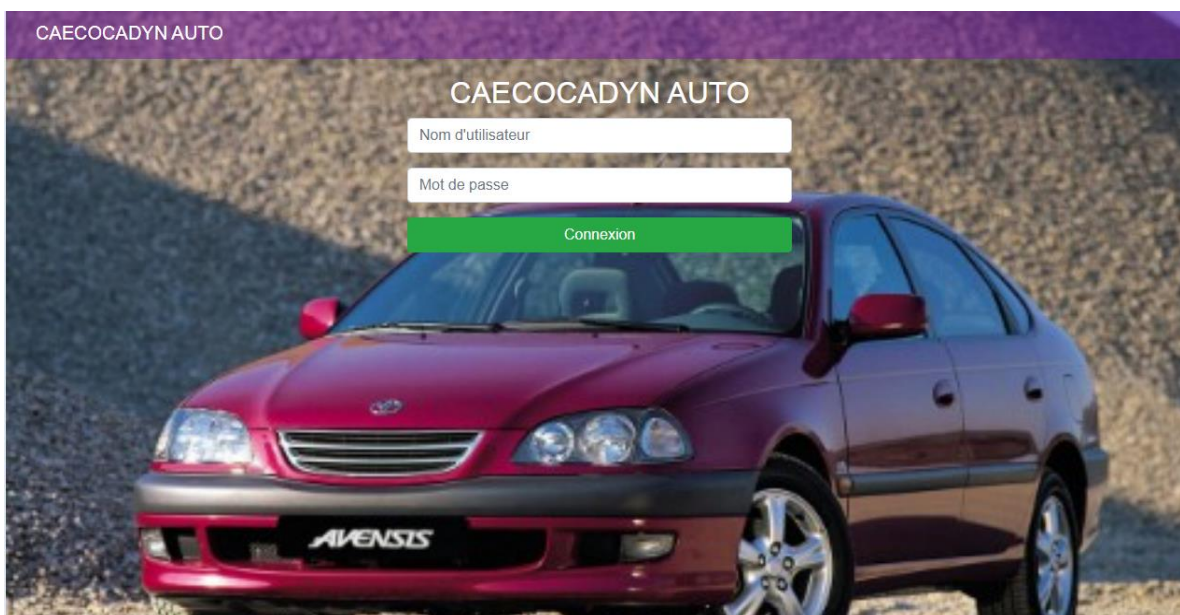 CAECOCADYN AUTO
CAECOCADYN AUTO
Nom d'utilisateur
Mot de passe
Connexion
AVENSIS